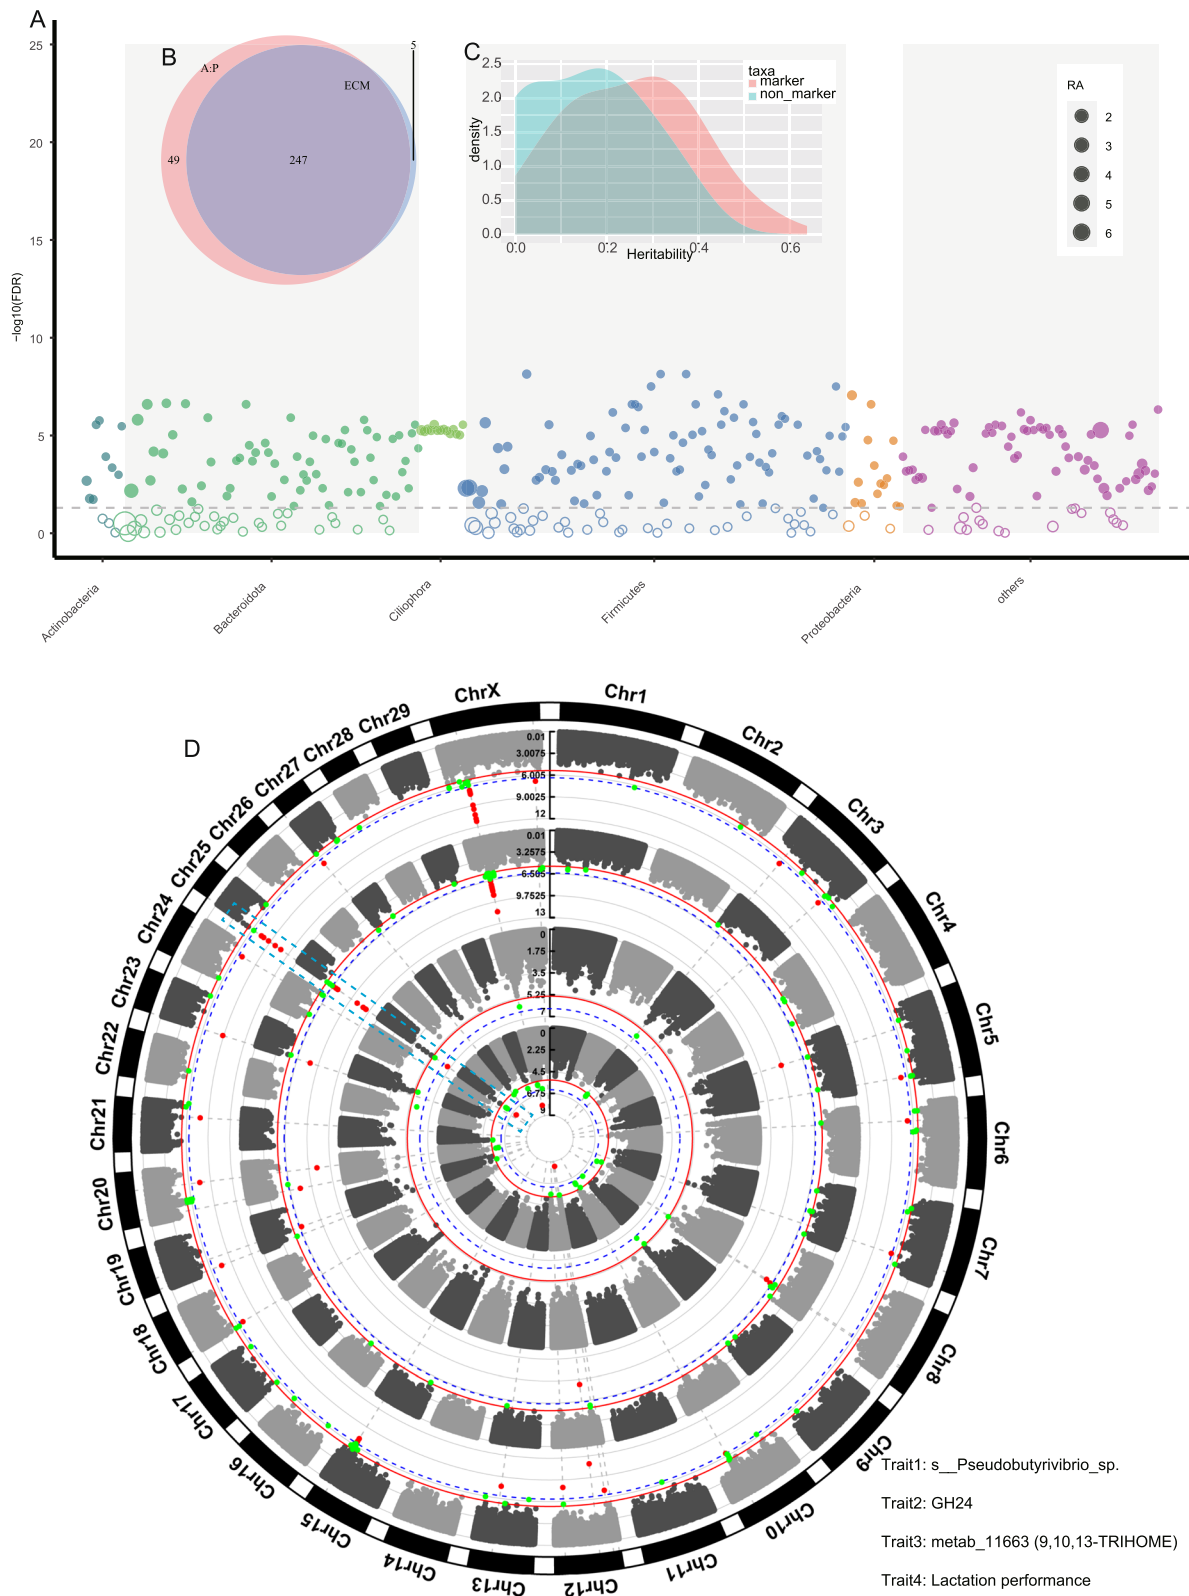 A
B
C
−log10(FDR)
25
20
15
10
5
0
A:P
ECM
5
49
247
density
2.5
2.0
1.5
1.0
0.5
0.0
0.0
0.2
0.4
0.6
Heritability
taxa
marker
non_marker
RA
2
3
4
5
6
Actinobacteria
Bacteroidota
Ciliophora
Firmicutes
Proteobacteria
others
D
Chr1
Chr2
Chr3
Chr4
Chr5
Chr6
Chr7
Chr8
Chr9
Chr10
Chr11
Chr12
Chr13
Chr14
Chr15
Chr16
Chr17
Chr18
Chr19
Chr20
Chr21
Chr22
Chr23
Chr24
Chr25
Chr26
Chr27
Chr28
Chr29
ChrX
0.01
3.0075
6.005
9.0025
12
0.01
3.2575
6.505
9.7525
13
0
1.75
3.5
5.25
7
0
2.25
4.5
6.75
9
Trait1: s__Pseudobutyrivibrio_sp.
Trait2: GH24
Trait3: metab_11663 (9,10,13-TRIHOME)
Trait4: Lactation performance